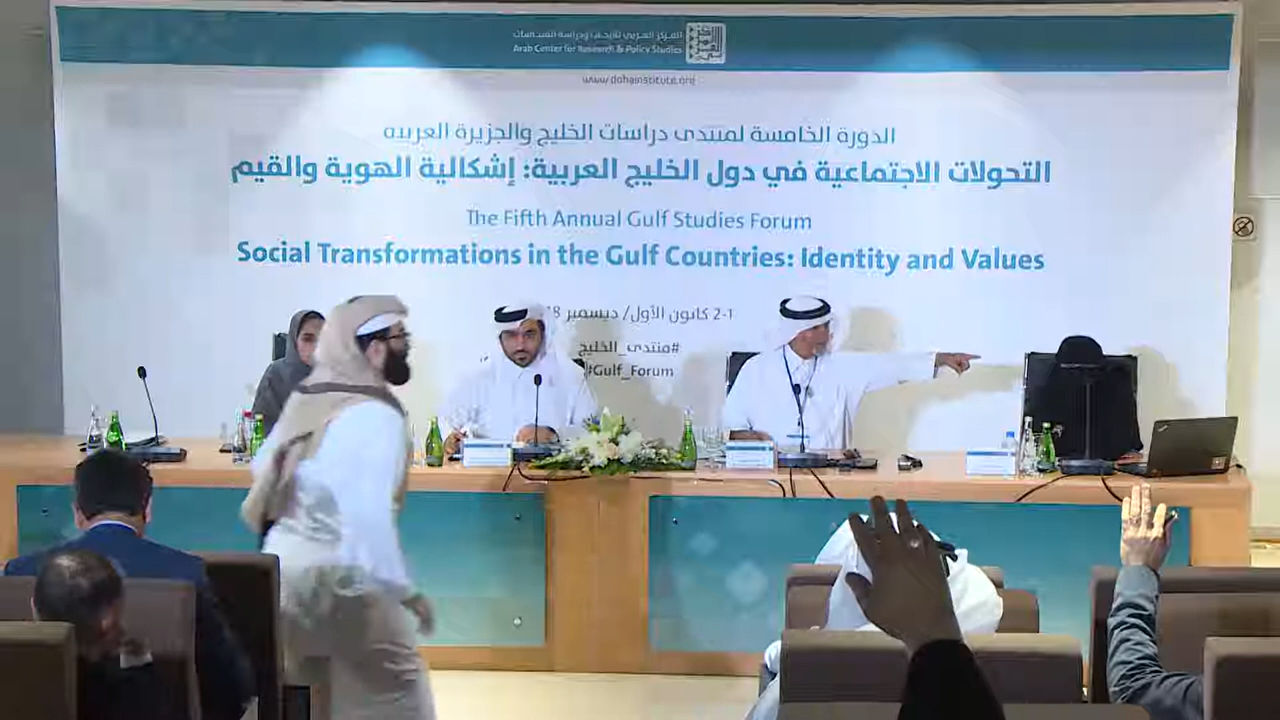 المركز العربي للأبحاث ودراسة السياسات
Arab Center for Research & Policy Studies
www.dohainstitute.org
الدورة الخامسة لمنتدى دراسات الخليج والجزيرة العربية
التحولات الاجتماعية في دول الخليج العربية: إشكالية الهوية والقيم
The Fifth Annual Gulf Studies Forum
Social Transformations in the Gulf Countries: Identity and Values
2-1 كانون الأول/ ديسمبر
#منتدى_الخليج
#Gulf_Forum